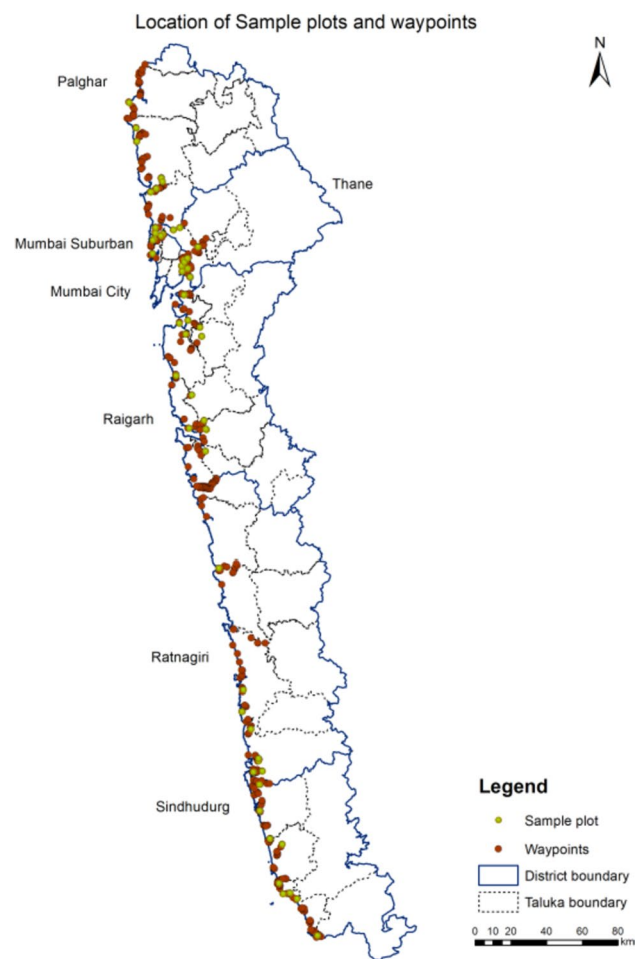 Location of Sample plots and waypoints
N
Palghar
Thane
Mumbai Suburban
Mumbai City
Raigarh
Ratnagiri
Sindhudurg
Legend
Sample plot
Waypoints
District boundary
Taluka boundary
0 10 20 40 60 80
km